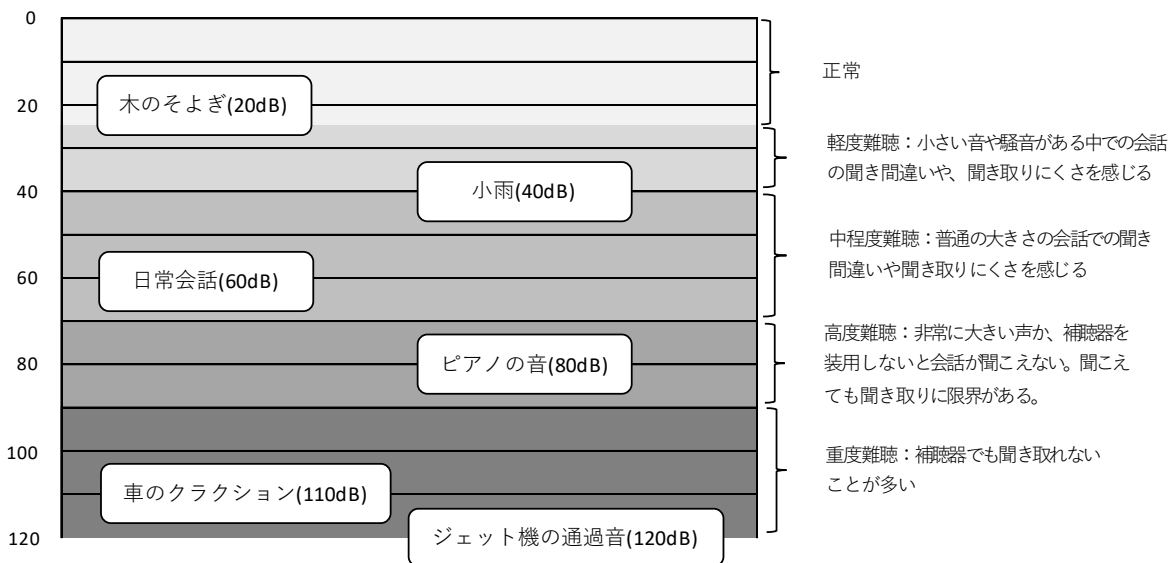 0
20
40
60
80
100
120
木のそよぎ(20dB)
小雨(40dB)
日常会話(60dB)
ピアノの音(80dB)
車のクラクション(110dB)
ジェット機の通過音(120dB)
正常
軽度難聴：小さい音や騒音がある中での会話
の聞き間違いや、聞き取りにくさを感じる
中程度難聴：普通の大きさの会話での聞き
間違いや聞き取りにくさを感じる
高度難聴：非常に大きい声か、補聴器を
装用しないと会話が聞こえない。聞こえ
ても聞き取りに限界がある。
重度難聴：補聴器でも聞き取れない
ことが多い